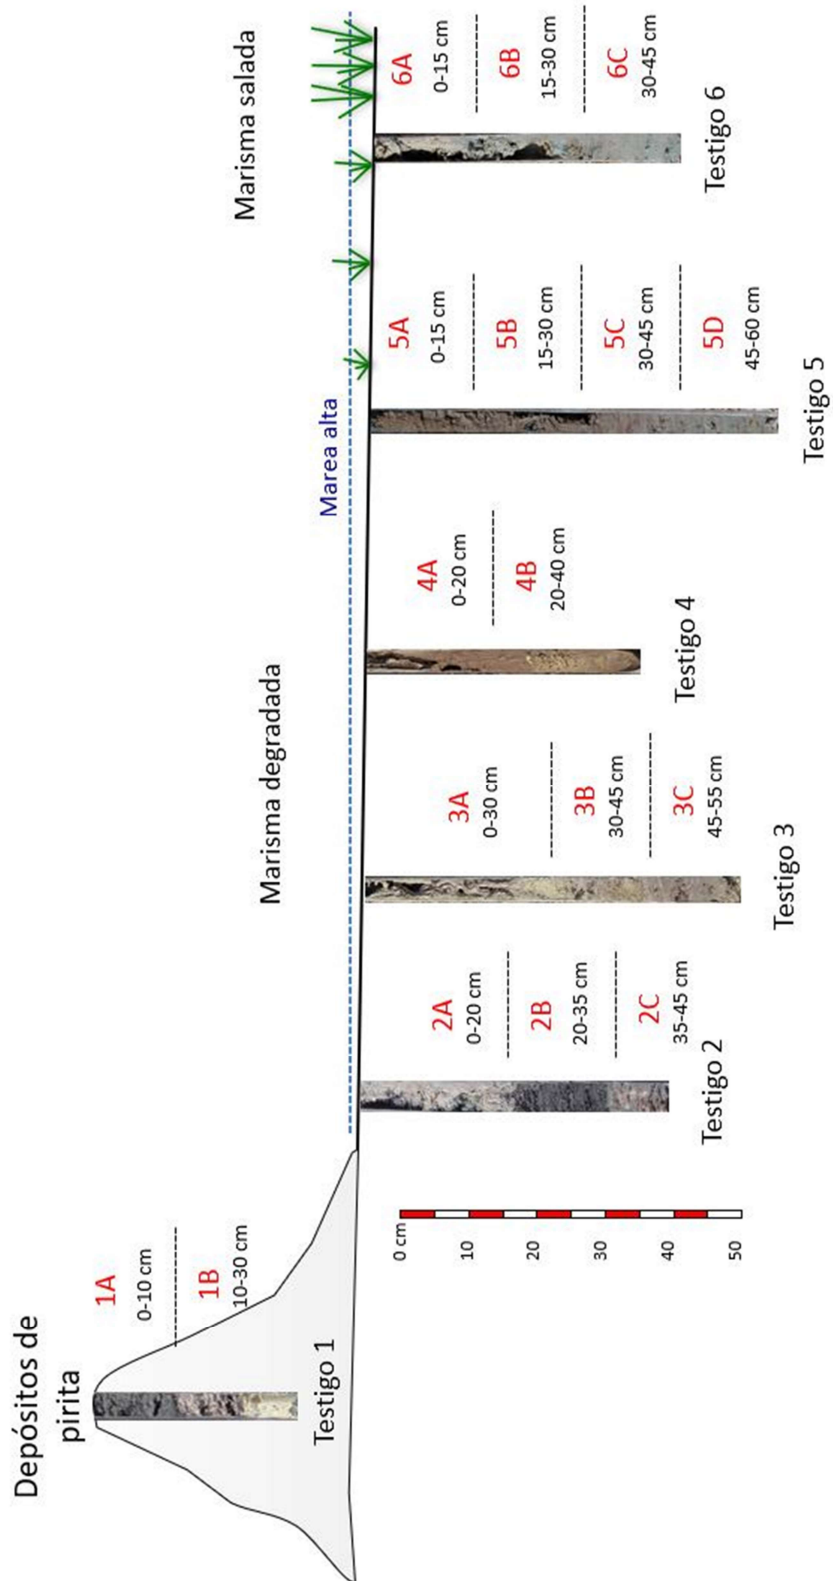 Depósitos de
pirita
1A
0-10 cm
1B
10-30 cm
Testigo 1
Marisma degradada
Marea alta
Marisma salada
2A
0-20 cm
2B
20-35 cm
2C
35-45 cm
Testigo 2
3A
0-30 cm
3B
30-45 cm
3C
45-55 cm
Testigo 3
4A
0-20 cm
4B
20-40 cm
Testigo 4
5A
0-15 cm
5B
15-30 cm
5C
30-45 cm
5D
45-60 cm
Testigo 5
6A
0-15 cm
6B
15-30 cm
6C
30-45 cm
Testigo 6
0 cm
10
20
30
40
50